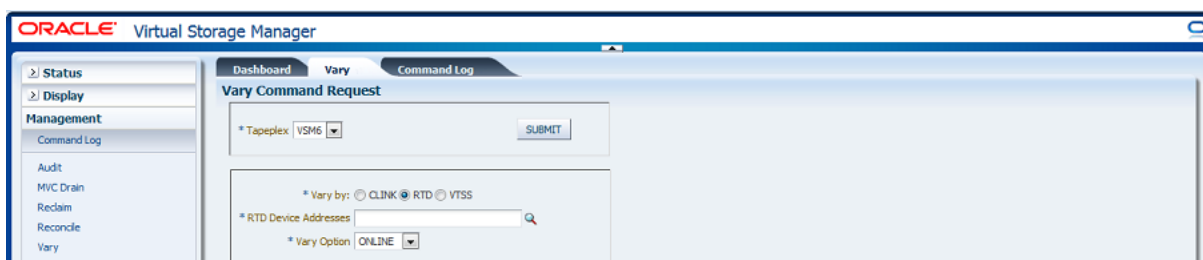 ORACLE Virtual Storage Manager
Status
Display
Management
Command Log
Audit
MVC Drain
Reclaim
Reconcile
Vary
Dashboard Vary Command Log
Vary Command Request
* Tapeplex VSM6 SUBMIT
* Vary by: CLINK RTD VTSS
* RTD Device Addresses
* Vary Option ONLINE